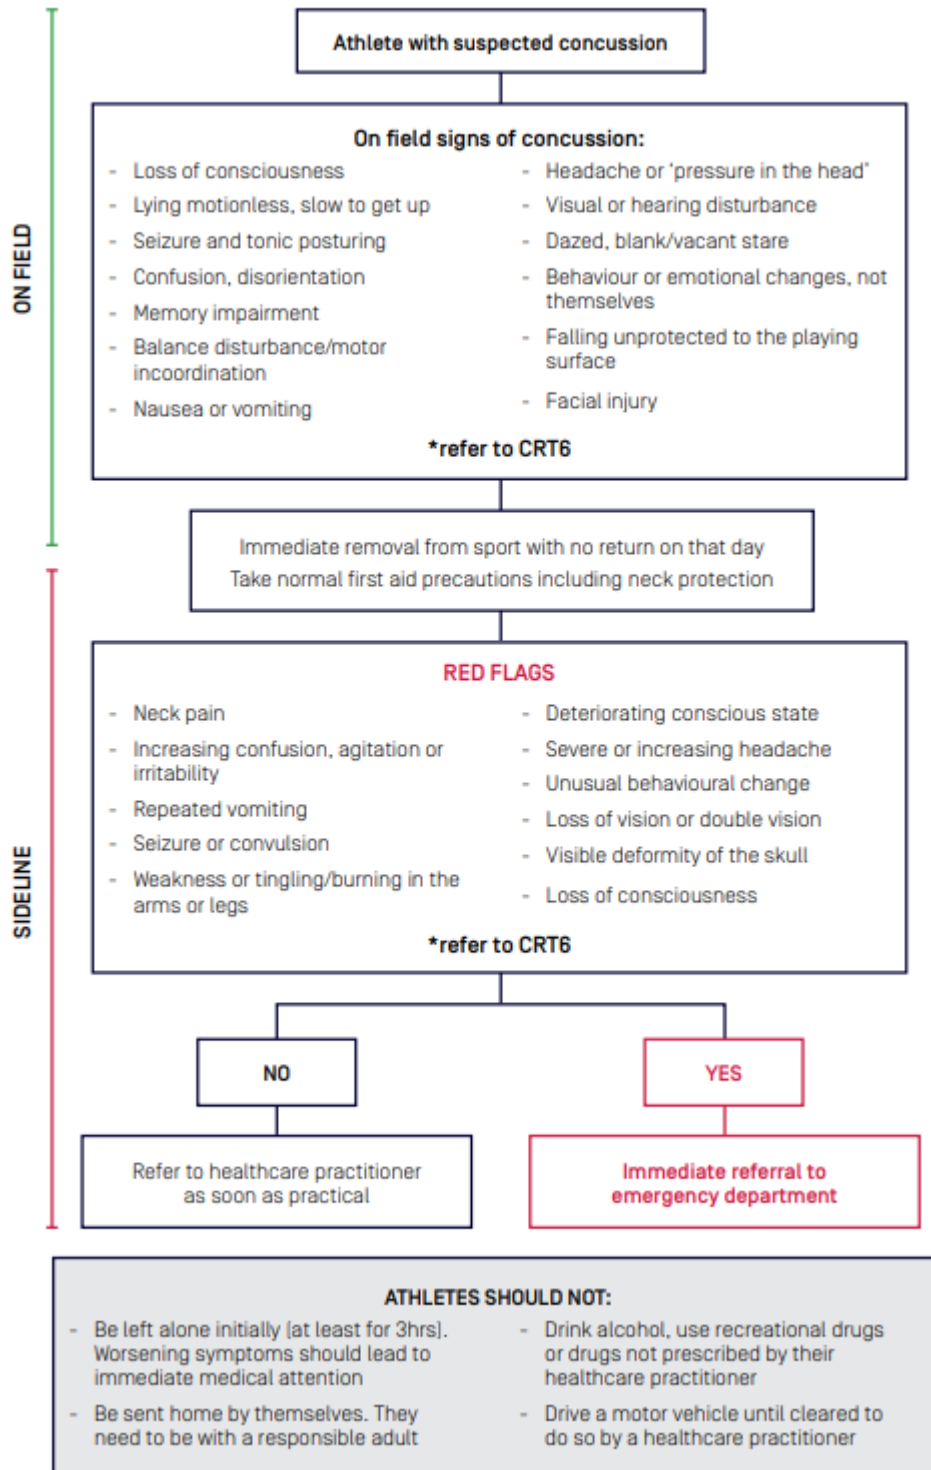 Athlete with suspected concussion
ON FIELD
On field signs of concussion:
- Loss of consciousness
- Lying motionless, slow to get up
- Seizure and tonic posturing
- Confusion, disorientation
- Memory impairment
- Balance disturbance/motor
incoordination
- Nausea or vomiting
- Headache or ‘pressure in the head’
- Visual or hearing disturbance
- Dazed, blank/vacant stare
- Behaviour or emotional changes, not
themselves
- Falling unprotected to the playing
surface
- Facial injury
*refer to CRT6
Immediate removal from sport with no return on that day
Take normal first aid precautions including neck protection
SIDELINE
RED FLAGS
- Neck pain
- Increasing confusion, agitation or
irritability
- Repeated vomiting
- Seizure or convulsion
- Weakness or tingling/burning in the
arms or legs
- Deteriorating conscious state
- Severe or increasing headache
- Unusual behavioural change
- Loss of vision or double vision
- Visible deformity of the skull
- Loss of consciousness
*refer to CRT6
NO
YES
Refer to healthcare practitioner
as soon as practical
Immediate referral to
emergency department
ATHLETES SHOULD NOT:
- Be left alone initially (at least for 3hrs).
Worsening symptoms should lead to
immediate medical attention
- Be sent home by themselves. They
need to be with a responsible adult
- Drink alcohol, use recreational drugs
or drugs not prescribed by their
healthcare practitioner
- Drive a motor vehicle until cleared to
do so by a healthcare practitioner